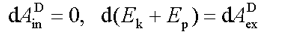 dA_in^D = 0, d(E_k + E_p) = dA_ex^D